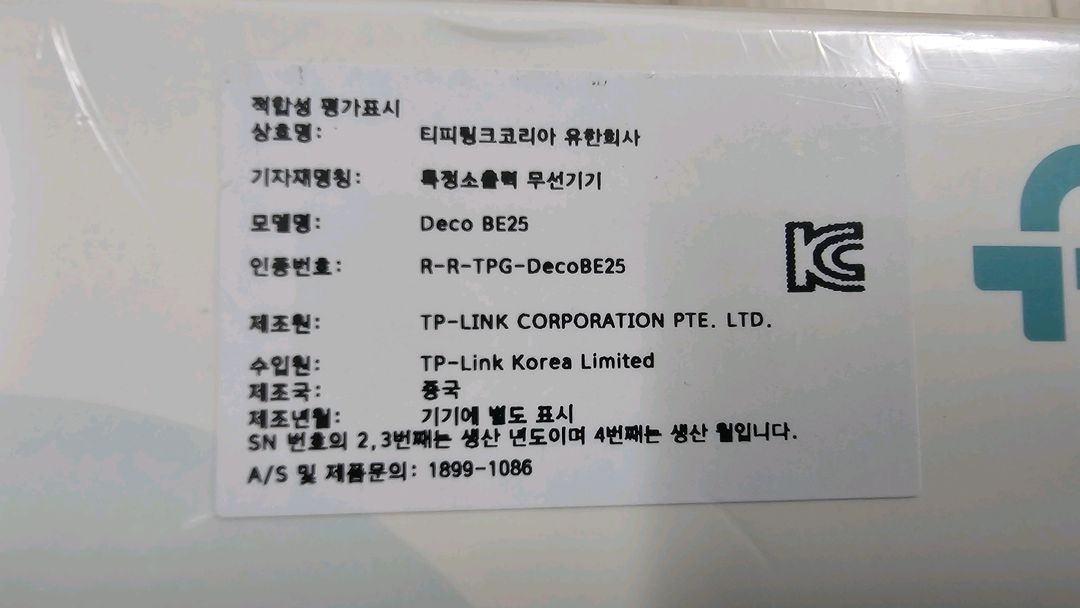 적합성 평가표시
상호명: 티피링크코리아 유한회사
기자재명칭: 특정소출력 무선기기
모델명: Deco BE25
인증번호: R-R-TPG-DecoBE25
제조원: TP-LINK CORPORATION PTE. LTD.
수입원: TP-Link Korea Limited
제조국: 중국
제조년월: 기기에 별도 표시
SN 번호의 2,3번째는 생산 년도이며 4번째는 생산 월입니다.
A/S 및 제품문의: 1899-1086